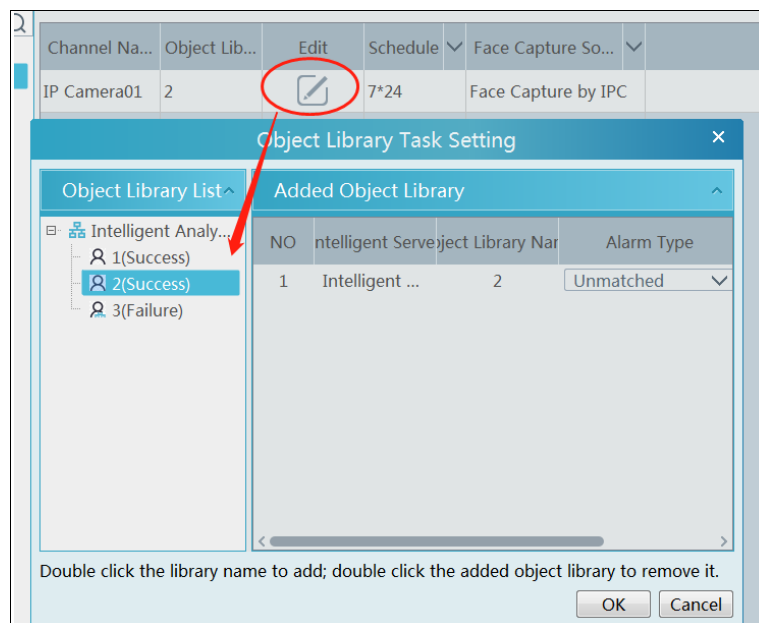 Channel Na... Object Lib... Edit Schedule Face Capture So...
IP Camera01 2 7*24 Face Capture by IPC
Object Library Task Setting
Object Library List
Added Object Library
Intelligent Analy...
1(Success)
2(Success)
3(Failure)
NO ntelligent Serve ject Library Nar Alarm Type
1 Intelligent ... 2 Unmatched
Double click the library name to add; double click the added object library to remove it.
OK Cancel